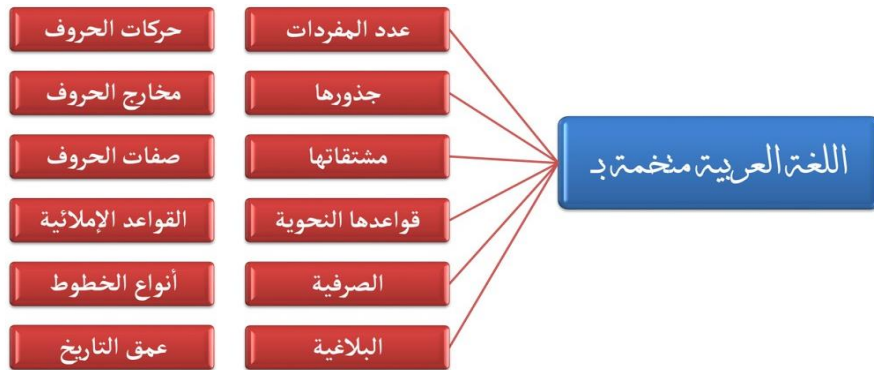 اللغة العربية متخمة بـ
عدد المفردات
جذورها
مشتقاتها
قواعدها النحوية
الصرفية
البلاغية
حركات الحروف
مخارج الحروف
صفات الحروف
القواعد الإملائية
أنواع الخطوط
عمق التاريخ